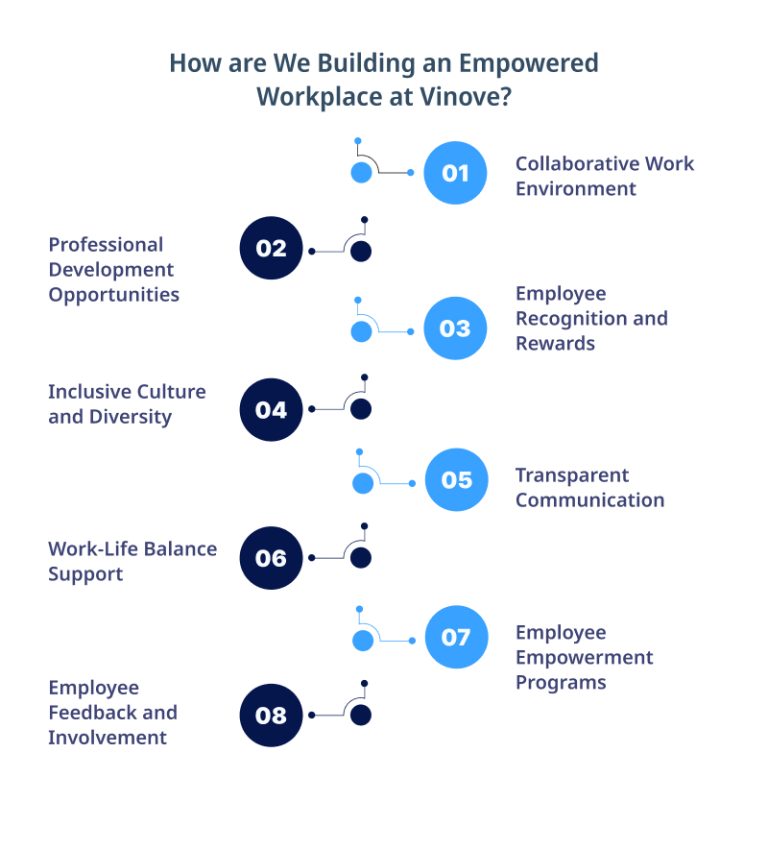 How are We Building an Empowered
Workplace at Vinove?
01
Collaborative Work
Environment
02
Professional
Development
Opportunities
03
Employee
Recognition and
Rewards
04
Inclusive Culture
and Diversity
05
Transparent
Communication
06
Work-Life Balance
Support
07
Employee
Empowerment
Programs
08
Employee
Feedback and
Involvement